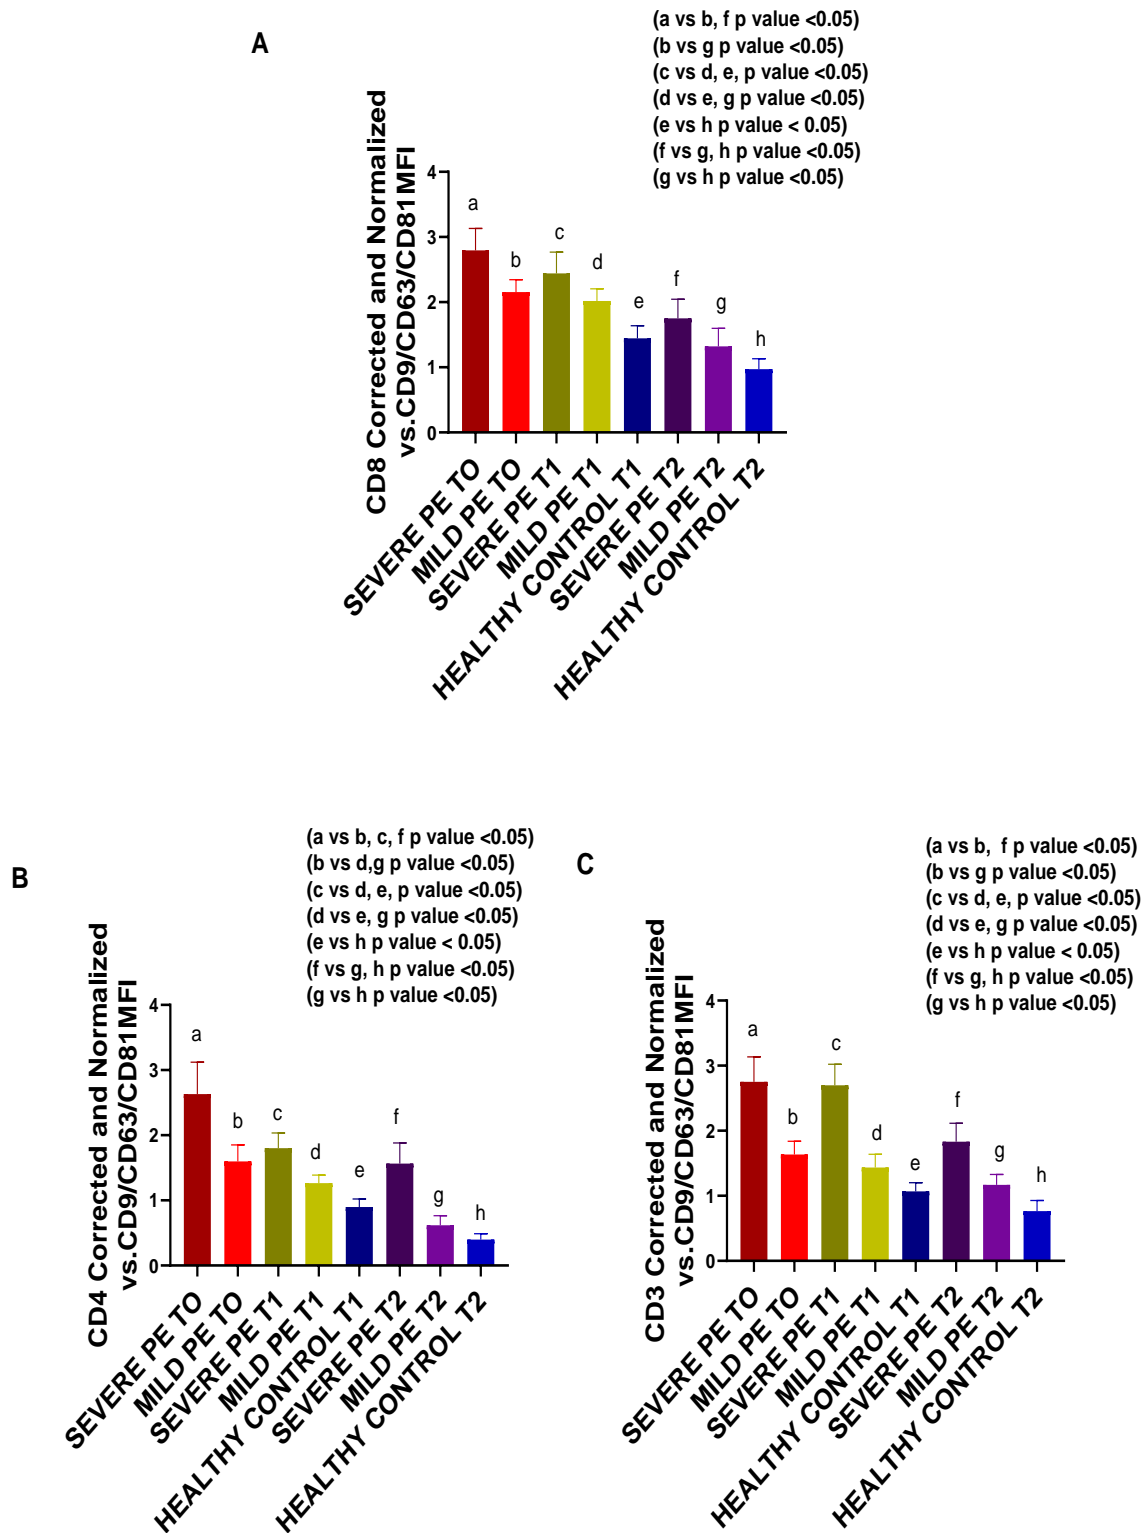 A
(a vs b, f p value <0.05)
(b vs g p value <0.05)
(c vs d, e, p value <0.05)
(d vs e, g p value <0.05)
(e vs h p value < 0.05)
(f vs g, h p value <0.05)
(g vs h p value <0.05)
CD8 Corrected and Normalized
vs.CD9/CD63/CD81MFI
4
3
2
1
0
a
b
c
d
e
f
g
h
SEVERE PE TO
MILD PE TO
SEVERE PE T1
MILD PE T1
HEALTHY CONTROL T1
SEVERE PE T2
MILD PE T2
HEALTHY CONTROL T2
B
(a vs b, c, f p value <0.05)
(b vs d,g p value <0.05)
(c vs d, e, p value <0.05)
(d vs e, g p value <0.05)
(e vs h p value < 0.05)
(f vs g, h p value <0.05)
(g vs h p value <0.05)
CD4 Corrected and Normalized
vs.CD9/CD63/CD81MFI
4
3
2
1
0
a
b
c
d
e
f
g
h
SEVERE PE TO
MILD PE TO
SEVERE PE T1
MILD PE T1
HEALTHY CONTROL T1
SEVERE PE T2
MILD PE T2
HEALTHY CONTROL T2
C
(a vs b, f p value <0.05)
(b vs g p value <0.05)
(c vs d, e, p value <0.05)
(d vs e, g p value <0.05)
(e vs h p value < 0.05)
(f vs g, h p value <0.05)
(g vs h p value <0.05)
CD3 Corrected and Normalized
vs.CD9/CD63/CD81MFI
4
3
2
1
0
a
b
c
d
e
f
g
h
SEVERE PE TO
MILD PE TO
SEVERE PE T1
MILD PE T1
HEALTHY CONTROL T1
SEVERE PE T2
MILD PE T2
HEALTHY CONTROL T2